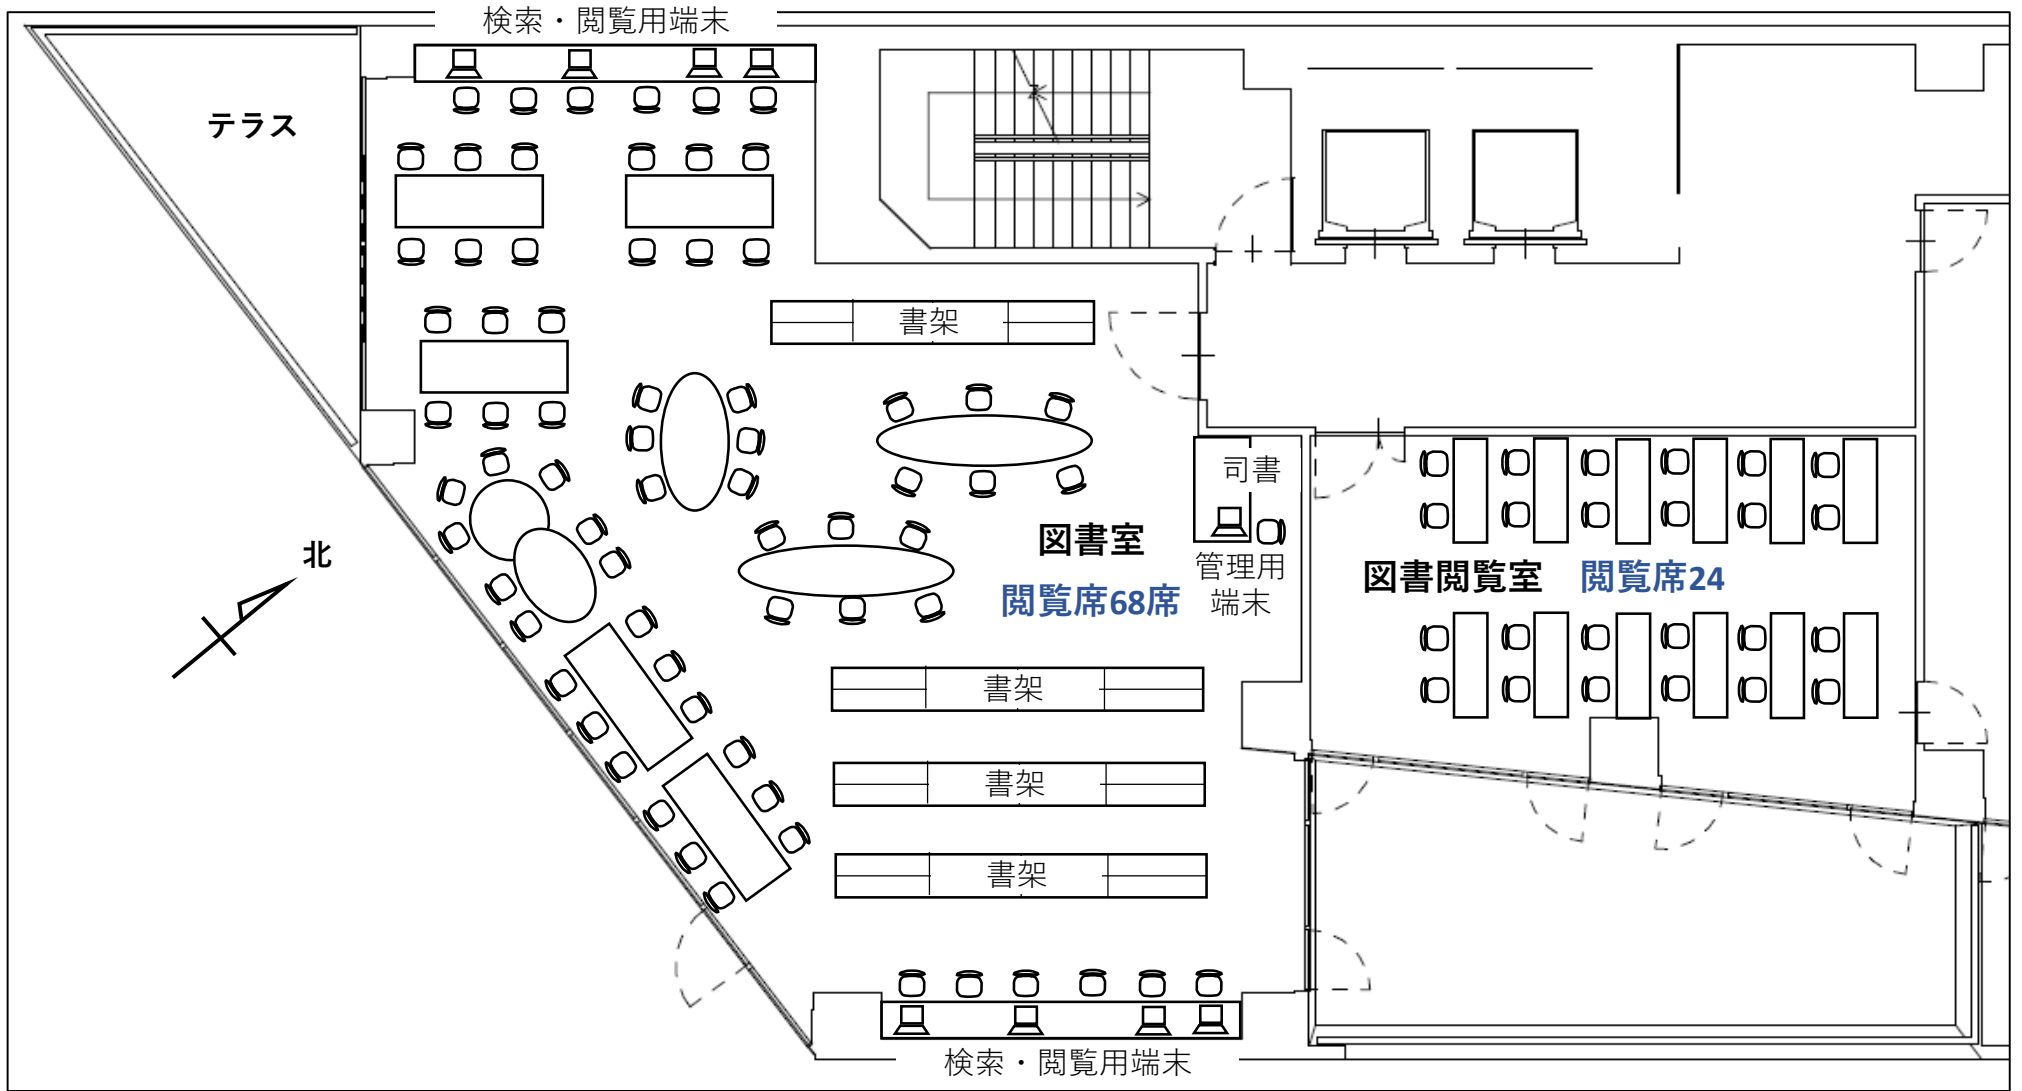 検索・閲覧用端末
テラス
書架
司書
図書室
管理用
端末
閲覧席68席
図書閲覧室 閲覧席24
北
書架
書架
書架
検索・閲覧用端末